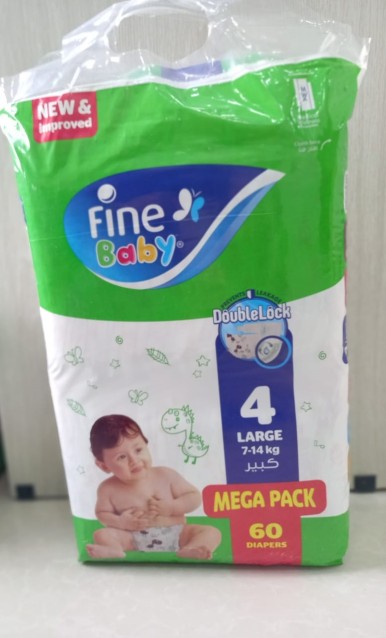 NEW &
Improved
Fine
Baby®
DoubleLock
4
LARGE
7-14 kg
كبير
MEGA PACK
60
DIAPERS